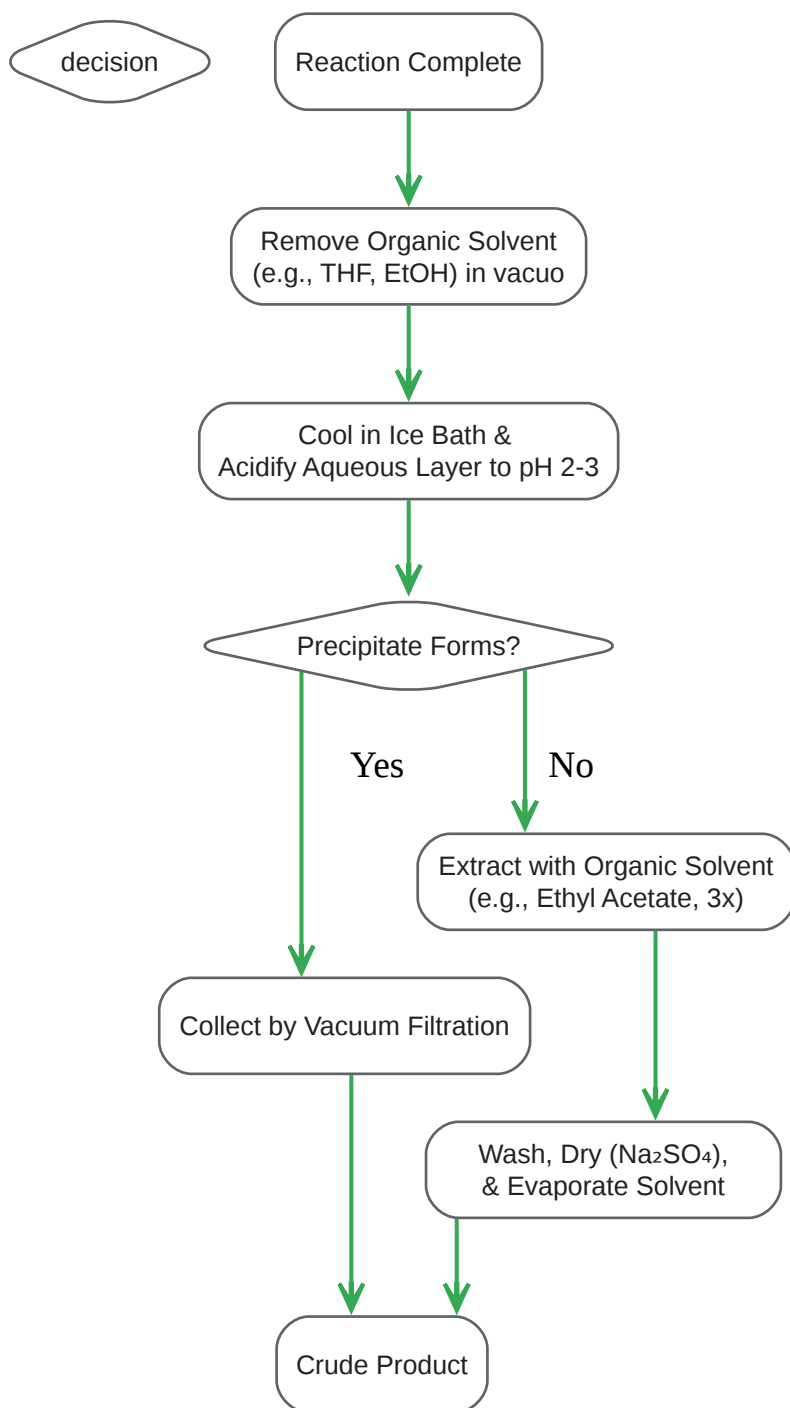 decision
Reaction Complete
Remove Organic Solvent
(e.g., THF, EtOH) in vacuo
Cool in Ice Bath &
Acidify Aqueous Layer to pH 2-3
Precipitate Forms?
Yes
No
Extract with Organic Solvent
(e.g., Ethyl Acetate, 3x)
Collect by Vacuum Filtration
Wash, Dry (Na₂SO₄),
& Evaporate Solvent
Crude Product